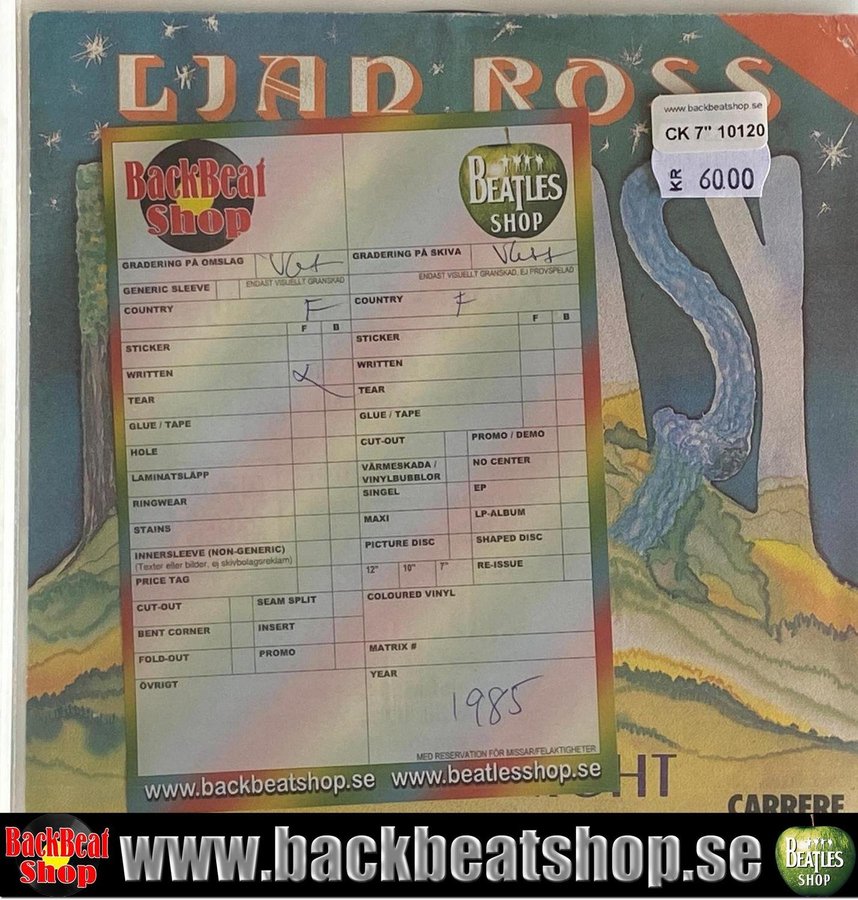 LIAN ROSS
www.backbeatshop.se
CK 7" 10120
KR 60.00
BACKBEAT SHOP
BEATLES SHOP
GRADERING PÅ OMSLAG
ENDAST VISUELLT GRANSKAD
GENERIC SLEEVE
COUNTRY F
F B
STICKER
WRITTEN
TEAR
GLUE / TAPE
HOLE
LAMINATSLÄPP
RINGWEAR
STAINS
INNERSLEEVE (NON-GENERIC)
(Texter eller bilder, ej skivbolagsreklam)
PRICE TAG
CUT-OUT SEAM SPLIT
BENT CORNER INSERT
FOLD-OUT PROMO
ÖVRIGT
GRADERING PÅ SKIVA
ENDAST VISUELLT GRANSKAD, EJ PROVSPELAD
COUNTRY F
F B
STICKER
WRITTEN
TEAR
GLUE / TAPE
CUT-OUT PROMO / DEMO
VÄRMESKADA / VINYLBUBBLOR NO CENTER
SINGEL EP
MAXI LP-ALBUM
PICTURE DISC SHAPED DISC
12" 10" 7" RE-ISSUE
COLOURED VINYL
MATRIX #
YEAR
1985
MED RESERVATION FÖR MISSAR/FELAKTIGHETER
www.backbeatshop.se www.beatlesshop.se
CARRERE
BACKBEAT SHOP
www.backbeatshop.se
BEATLES SHOP